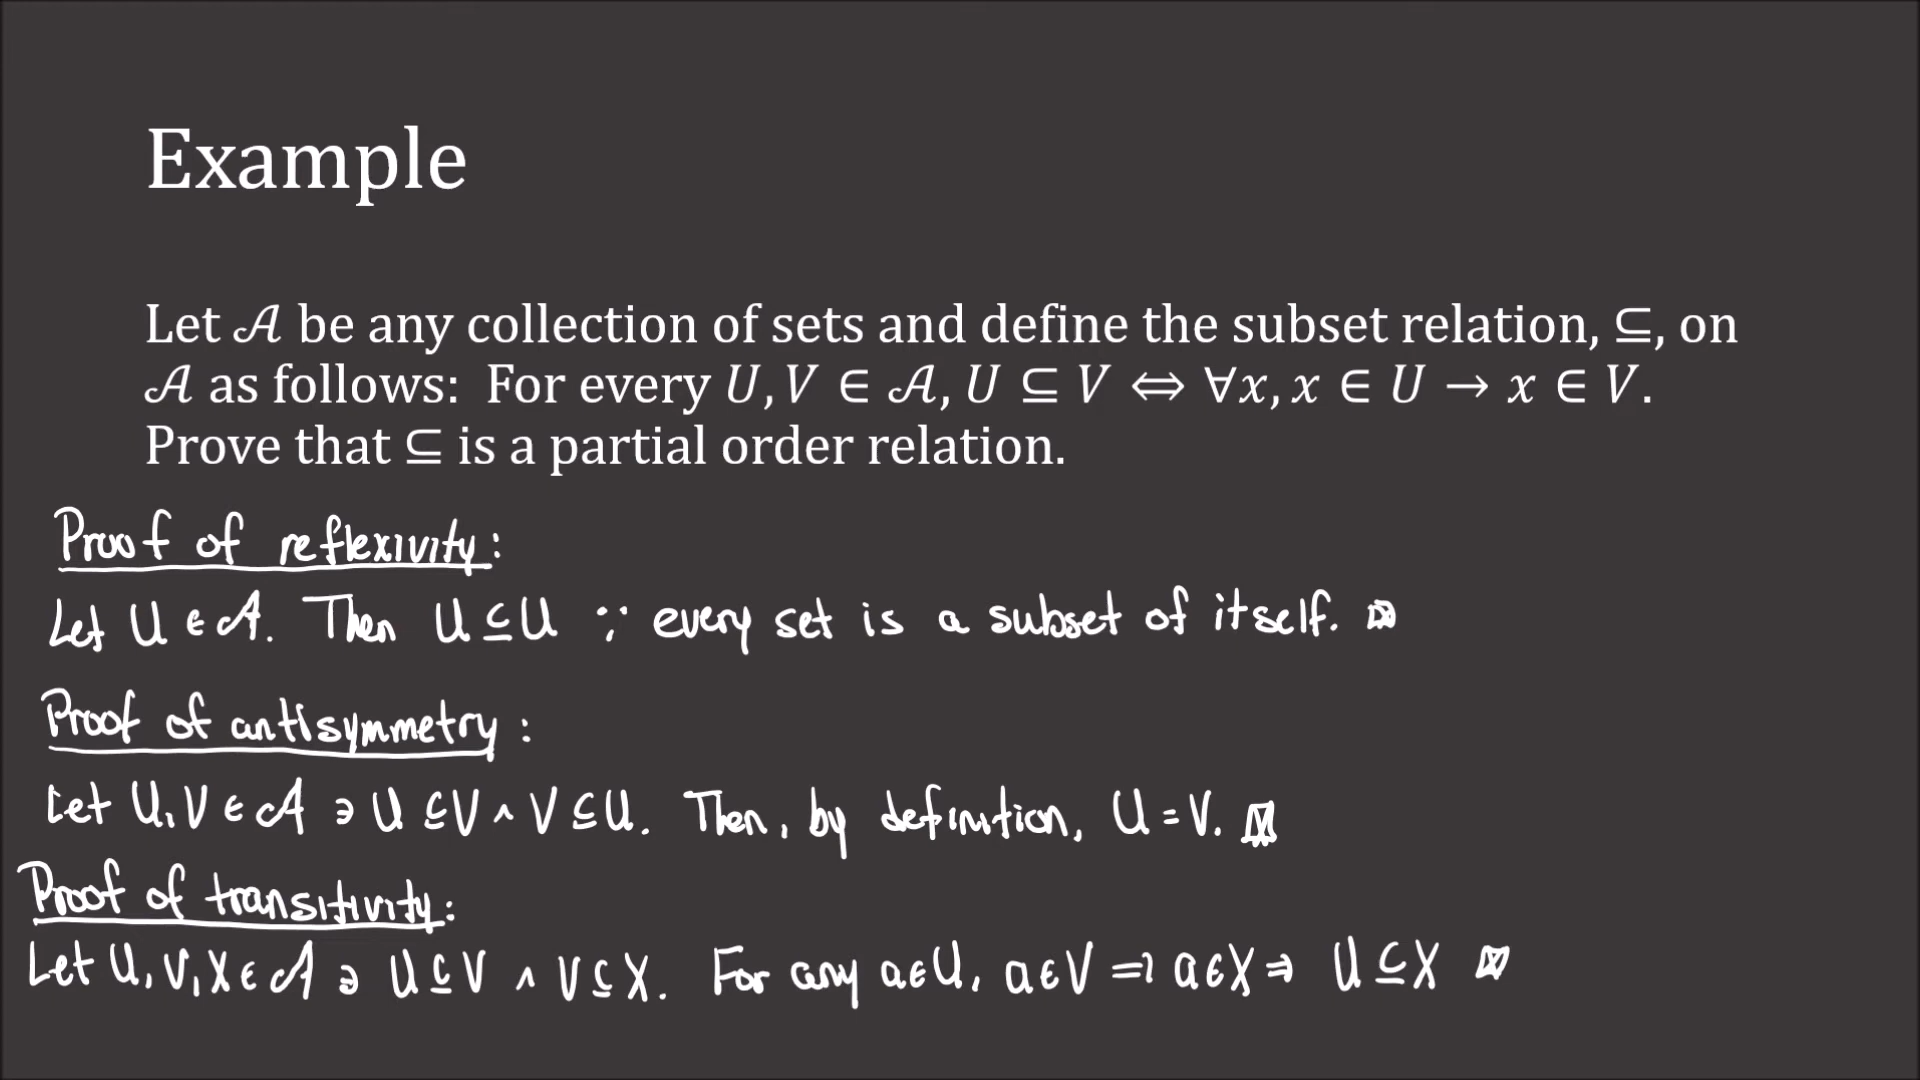 Example
Let 𝒜 be any collection of sets and define the subset relation, ⊆, on
𝒜 as follows:  For every U, V ∈ 𝒜, U ⊆ V ⇔ ∀x, x ∈ U → x ∈ V.
Prove that ⊆ is a partial order relation.
Proof of reflexivity:
Let U ∈ 𝒜. Then U ⊆ U ∵ every set is a subset of itself. ⊠
Proof of antisymmetry:
Let U, V ∈ 𝒜 ∋ U ⊆ V ∧ V ⊆ U. Then, by definition, U = V. ⊠
Proof of transitivity:
Let U, V, X ∈ 𝒜 ∋ U ⊆ V ∧ V ⊆ X. For any a ∈ U, a ∈ V ⇒ a ∈ X ⇒ U ⊆ X ⊠